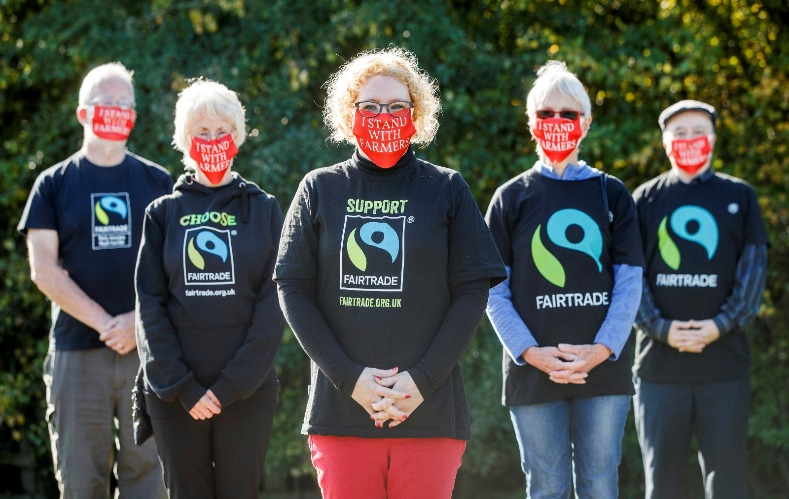 I STAND
WITH
FARMERS
FAIRTRADE
I STAND
WITH
FARMERS
CHOOSE
FAIRTRADE
fairtrade.org.uk
I STAND
WITH
FARMERS
SUPPORT
®
FAIRTRADE
FAIRTRADE.ORG.UK
I STAND
WITH
FARMERS
FAIRTRADE
I STAND
WITH
FARMERS
FAIRTRADE